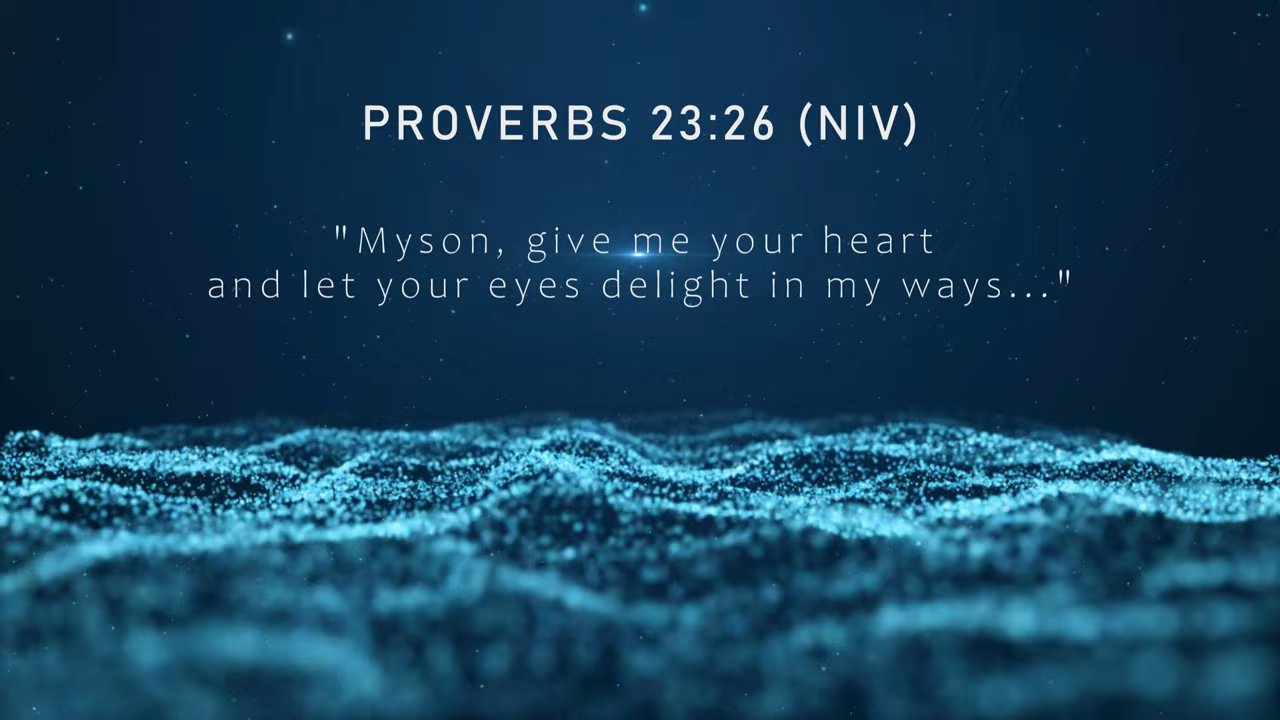 PROVERBS 23:26 (NIV)
"Myson, give me your heart
and let your eyes delight in my ways..."